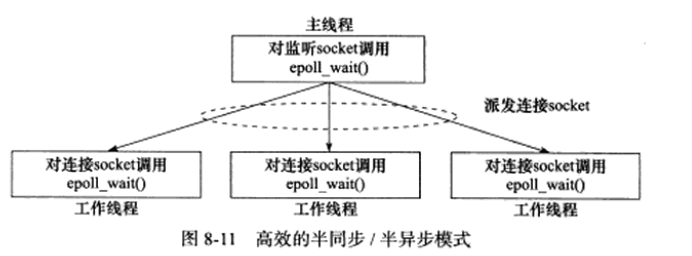 主线程
对监听socket调用
epoll_wait()
派发连接socket
对连接socket调用
epoll_wait()
工作线程
对连接socket调用
epoll_wait()
工作线程
对连接socket调用
epoll_wait()
工作线程
图 8-11 高效的半同步 / 半异步模式